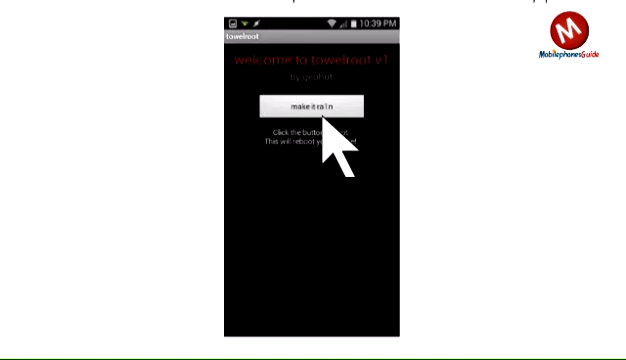 10:39 PM
M
MobilephonesGuide
towelroot
welcome to towelroot v1
by geohot
make it ra1n
Click the button
This will reboot